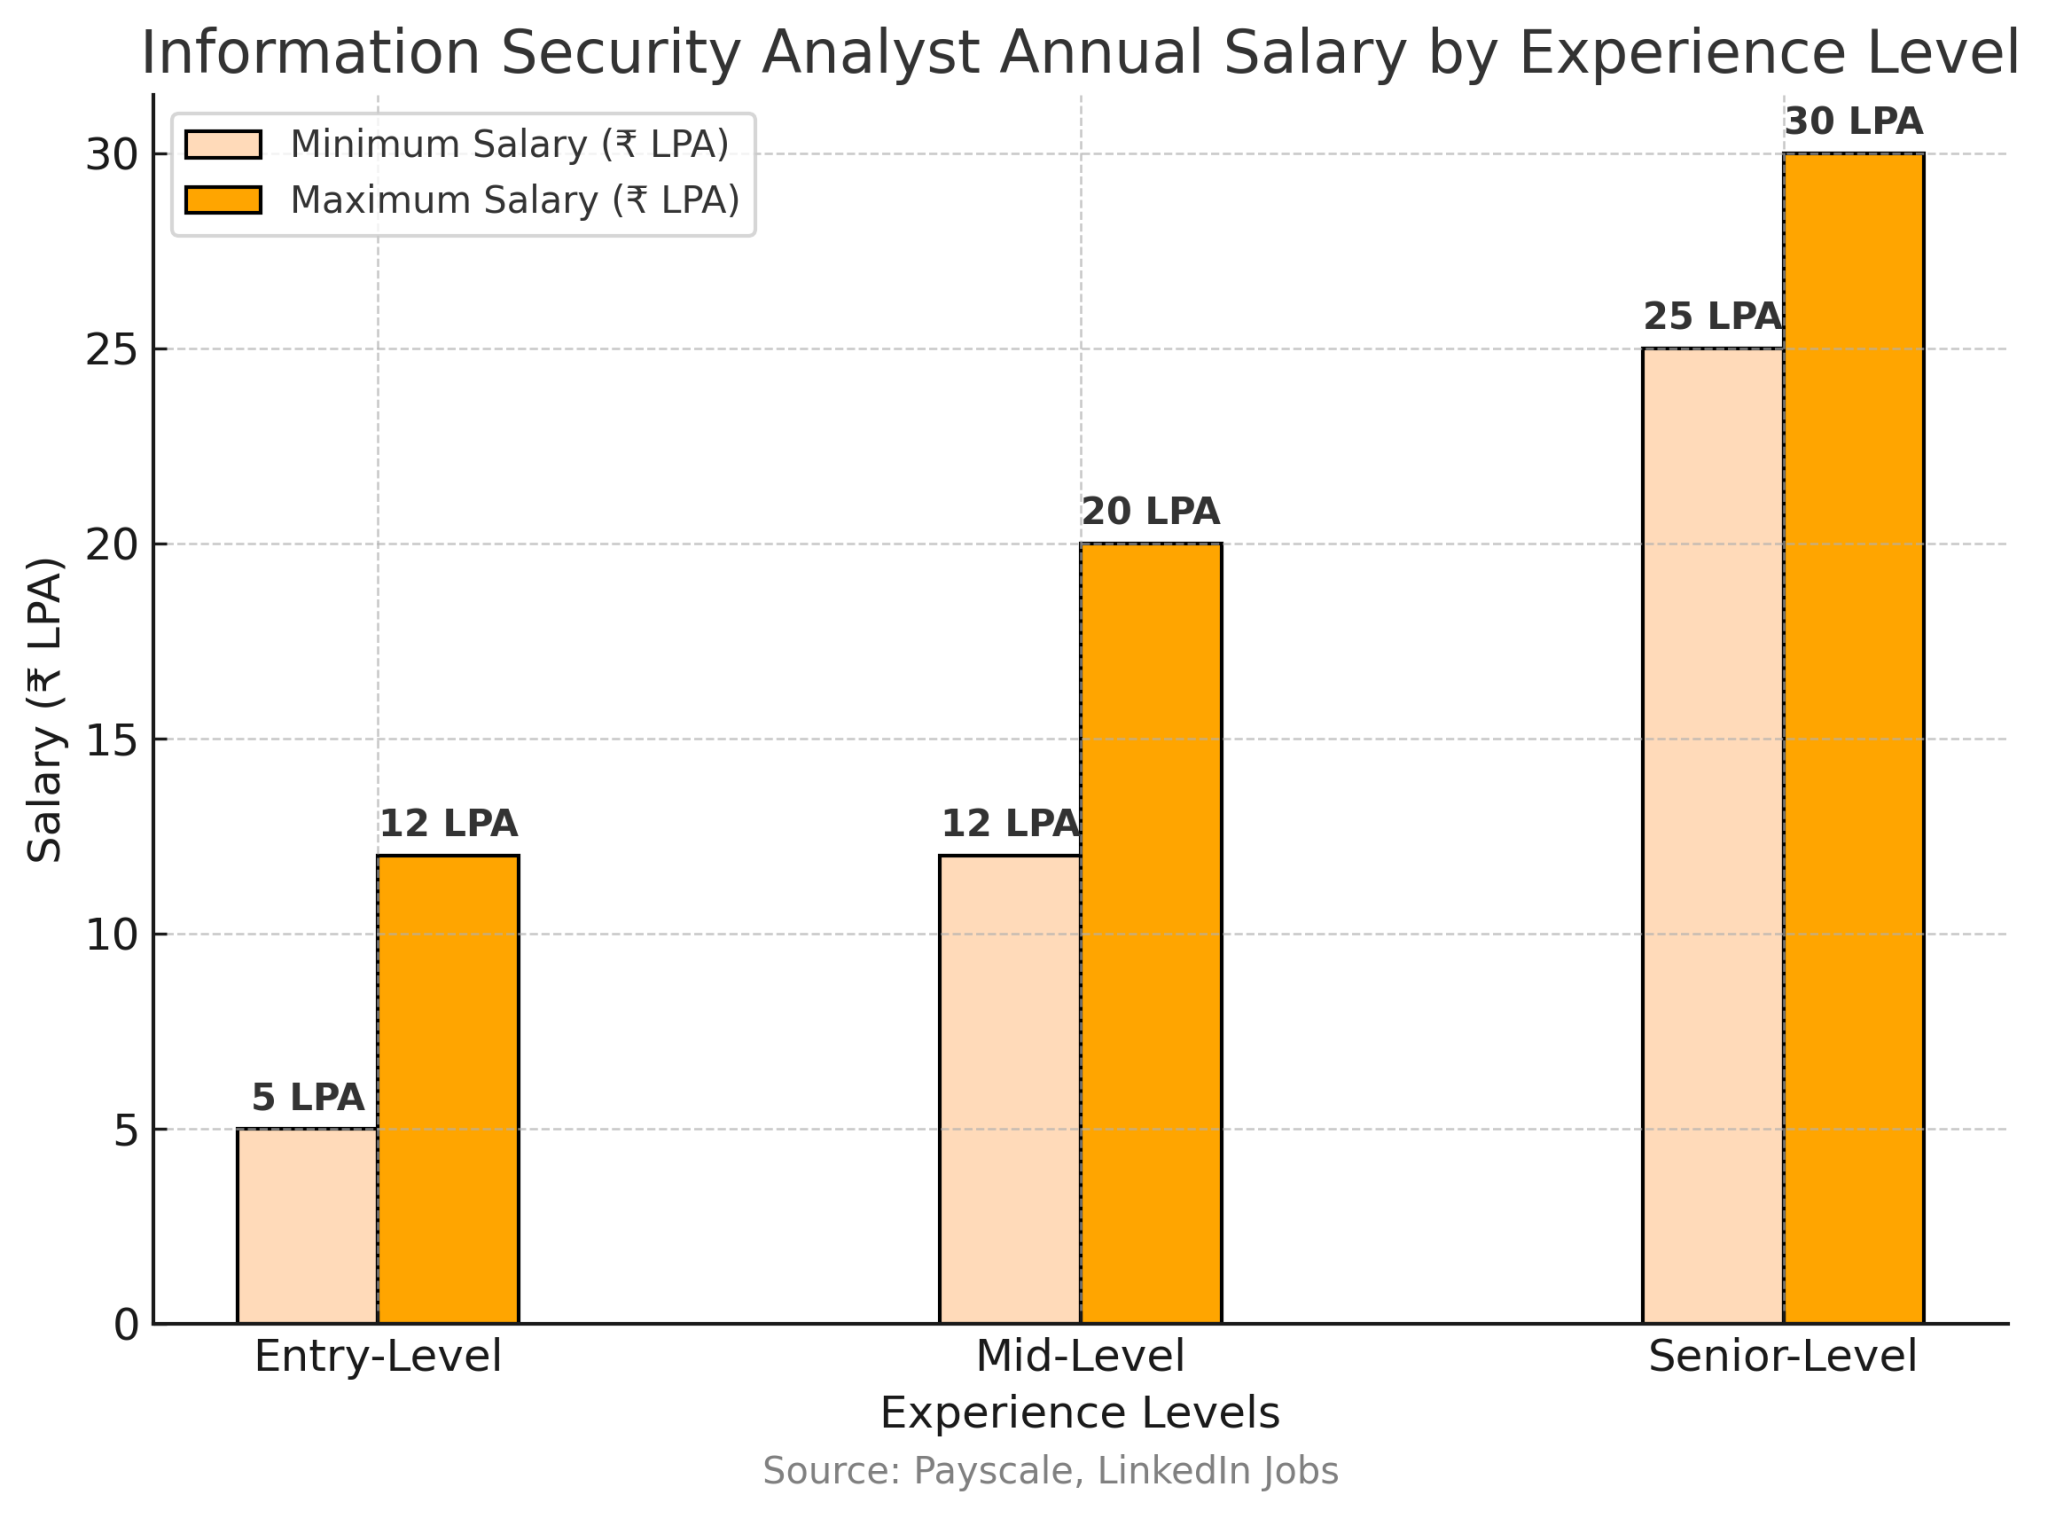 Information Security Analyst Annual Salary by Experience Level
Minimum Salary (₹ LPA)
Maximum Salary (₹ LPA)
Salary (₹ LPA)
30
25
20
15
10
5
0
5 LPA
12 LPA
12 LPA
20 LPA
25 LPA
30 LPA
Entry-Level
Mid-Level
Senior-Level
Experience Levels
Source: Payscale, LinkedIn Jobs